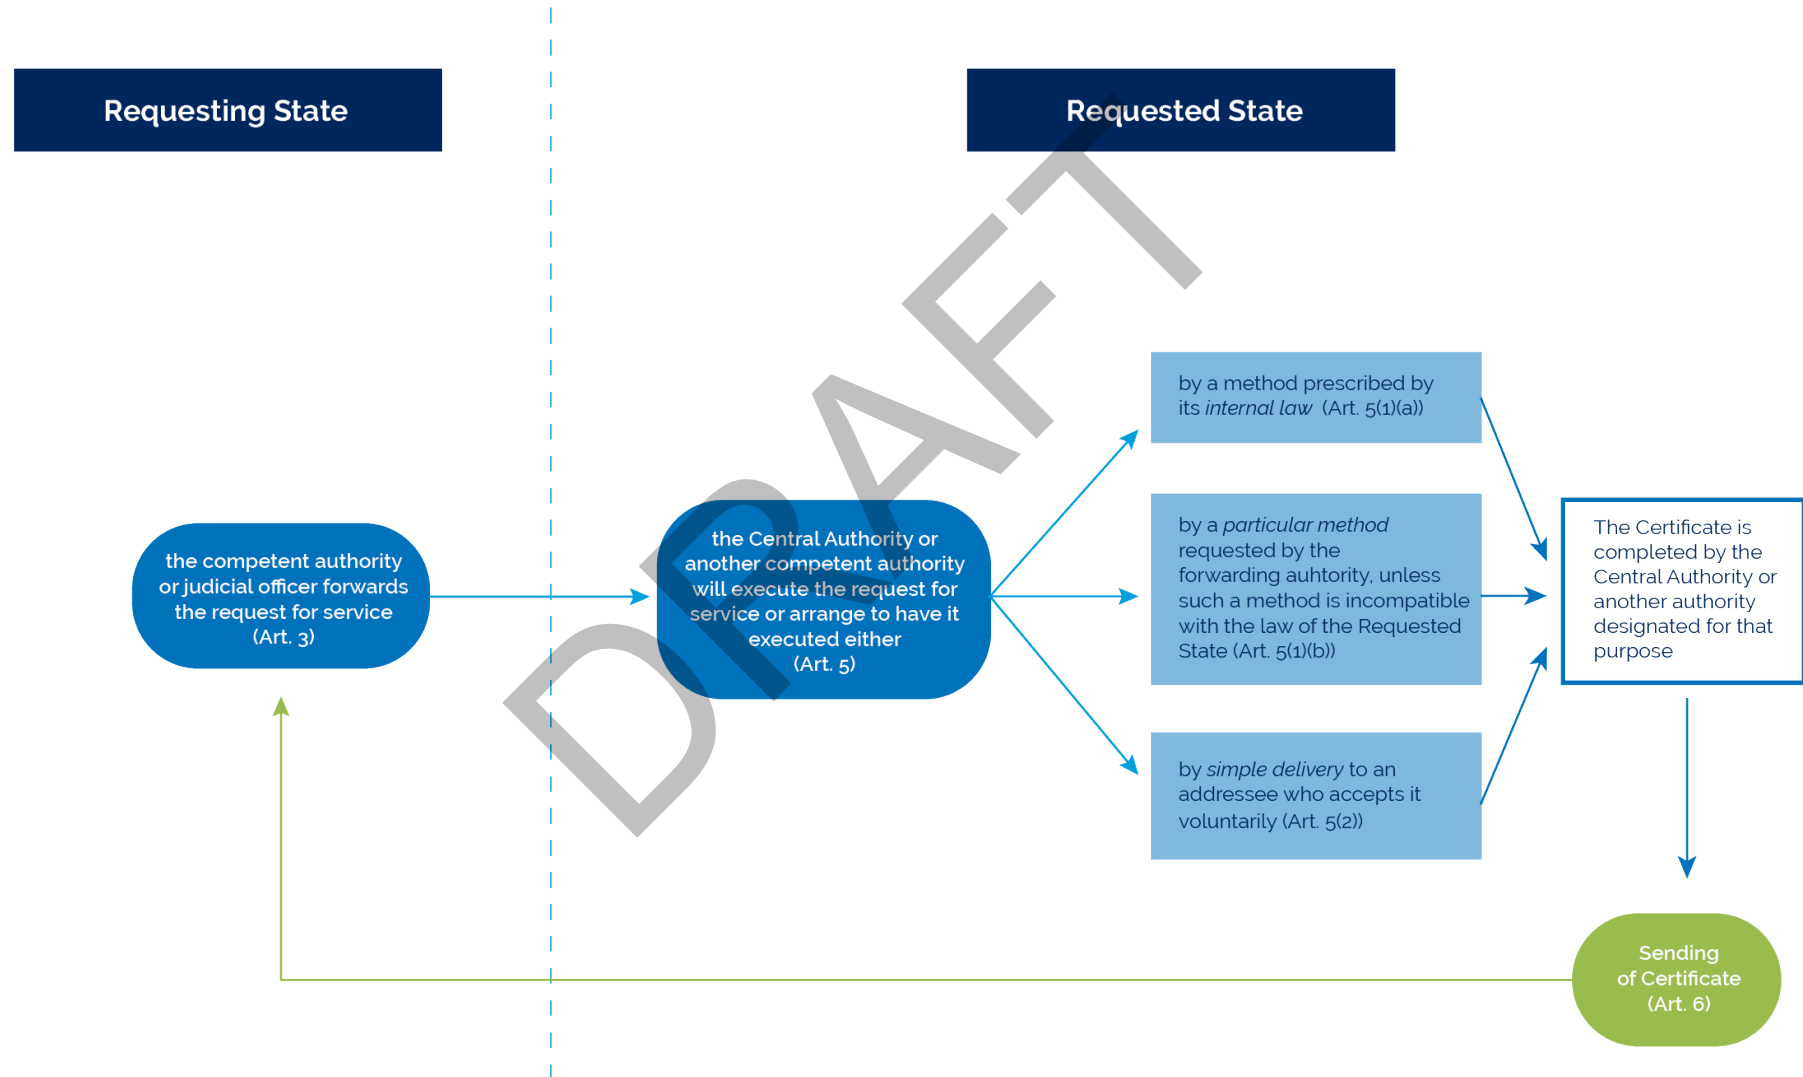 Requesting State
Requested State
the competent authority
or judicial officer forwards
the request for service
(Art. 3)
the Central Authority or
another competent authority
will execute the request for
service or arrange to have it
executed either
(Art. 5)
by a method prescribed by
its internal law (Art. 5(1)(a))
by a particular method
requested by the
forwarding auhtority, unless
such a method is incompatible
with the law of the Requested
State (Art. 5(1)(b))
by simple delivery to an
addressee who accepts it
voluntarily (Art. 5(2))
The Certificate is
completed by the
Central Authority or
another authority
designated for that
purpose
Sending
of Certificate
(Art. 6)
DRAFT